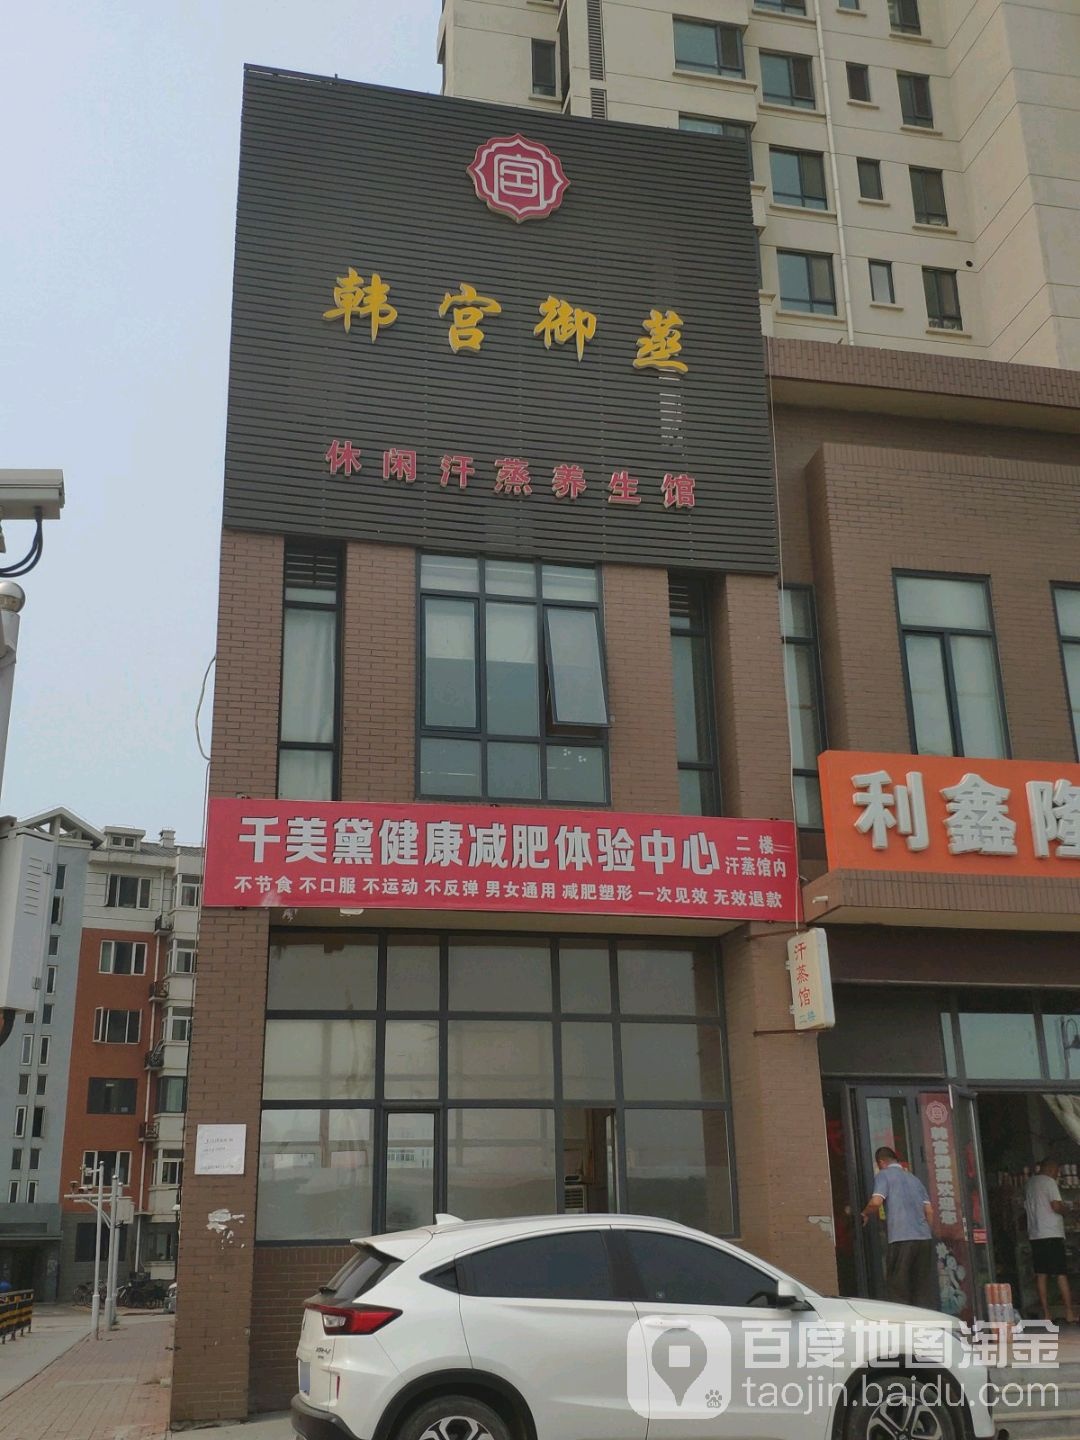 宫
韩宫御蒸
休闲汗蒸养生馆
千美黛健康减肥体验中心
二楼
汗蒸馆内
不节食 不口服 不运动 不反弹 男女通用 减肥塑形 一次见效 无效退款
利鑫隆
汗蒸馆
二楼
百度地图淘金
taojin.baidu.com